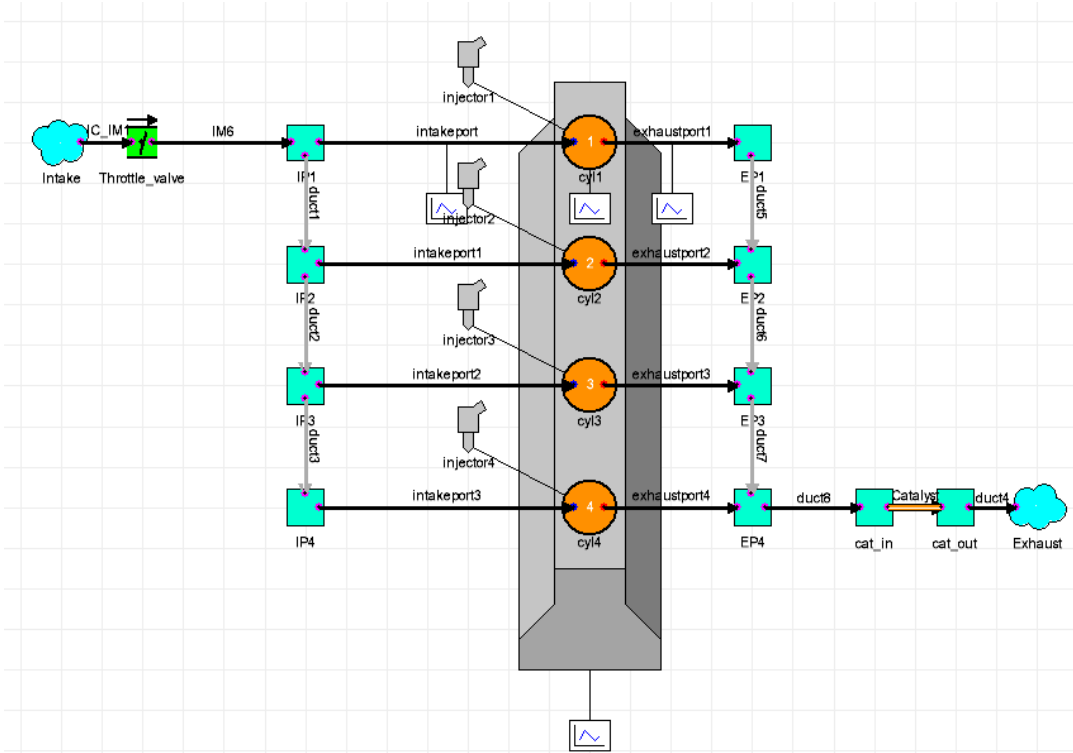 injector1
IC_IM1
IM6
intakeport
1
exhaustport1
Intake
Throttle_valve
IP1
cyl1
EP1
duct1
injector2
duct5
intakeport1
2
exhaustport2
IP2
cyl2
EP2
duct2
injector3
duct6
intakeport2
3
exhaustport3
IP3
cyl3
EP3
duct3
injector4
duct7
intakeport3
4
exhaustport4
duct8
Catalyst
duct4
IP4
EP4
cat_in
cat_out
Exhaust